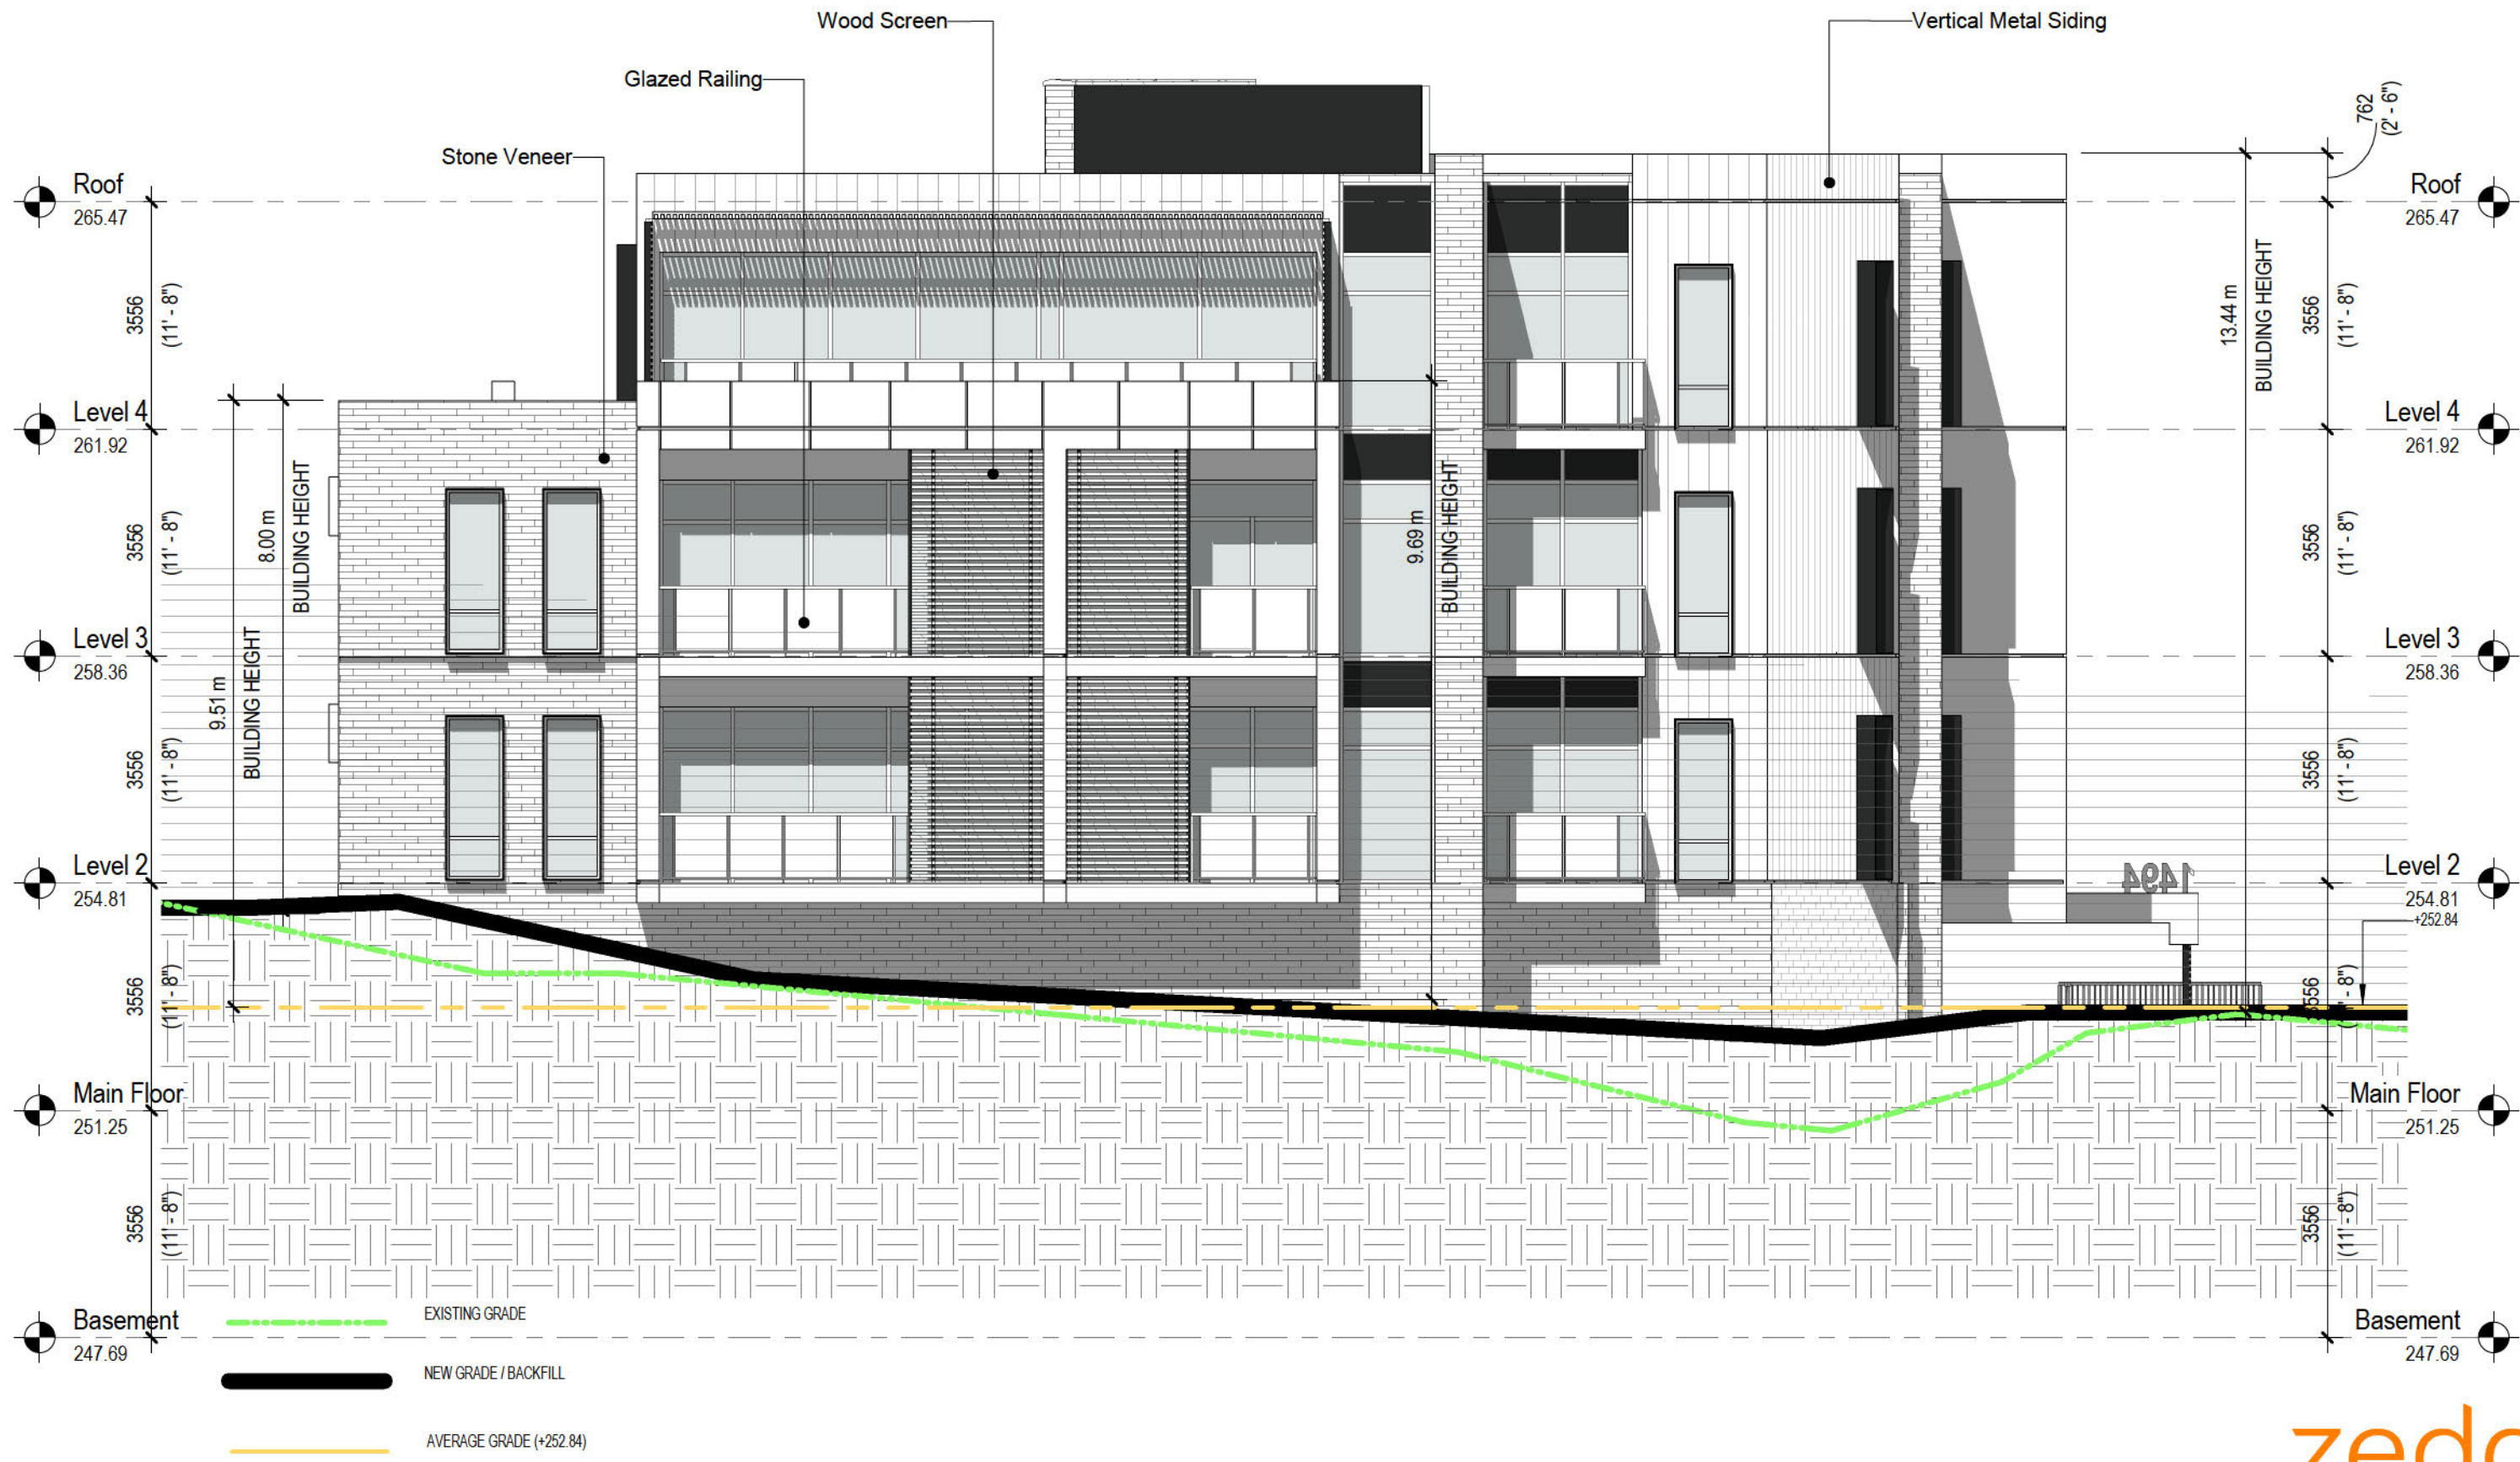 Wood Screen
Vertical Metal Siding
Glazed Railing
Stone Veneer
762
(2' - 6")
Roof
265.47
Roof
265.47
3556
(11' - 8")
13.44 m
BUILDING HEIGHT
3556
(11' - 8")
Level 4
261.92
Level 4
261.92
3556
(11' - 8")
8.00 m
BUILDING HEIGHT
9.69 m
BUILDING HEIGHT
3556
(11' - 8")
Level 3
258.36
Level 3
258.36
9.51 m
BUILDING HEIGHT
3556
(11' - 8")
3556
(11' - 8")
Level 2
254.81
1494
Level 2
254.81
+252.84
3556
(11' - 8")
3556
' - 8")
Main Floor
251.25
Main Floor
251.25
3556
(11' - 8")
3556
(11' - 8")
Basement
247.69
Basement
247.69
EXISTING GRADE
NEW GRADE / BACKFILL
AVERAGE GRADE (+252.84)